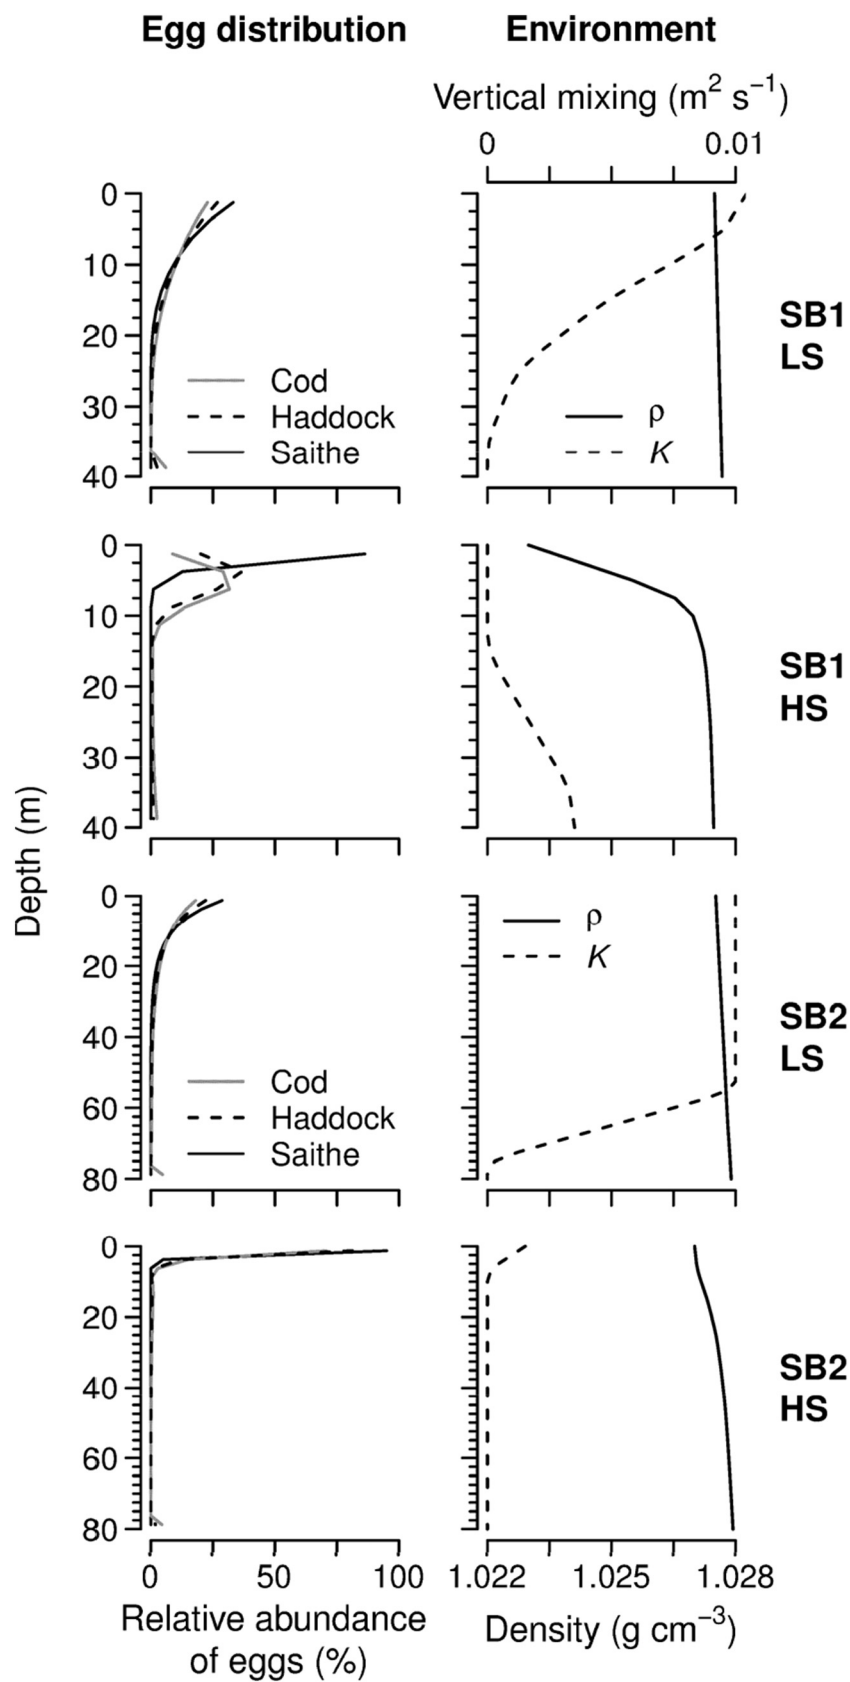 Egg distribution
Environment
Vertical mixing (m² s⁻¹)
0 0.01
0
10
20
30
40
Cod
Haddock
Saithe
ρ
K
SB1
LS
0
10
20
30
40
SB1
HS
Depth (m)
0
20
40
60
80
Cod
Haddock
Saithe
ρ
K
SB2
LS
0
20
40
60
80
SB2
HS
0 50 100
Relative abundance
of eggs (%)
1.022 1.025 1.028
Density (g cm⁻³)